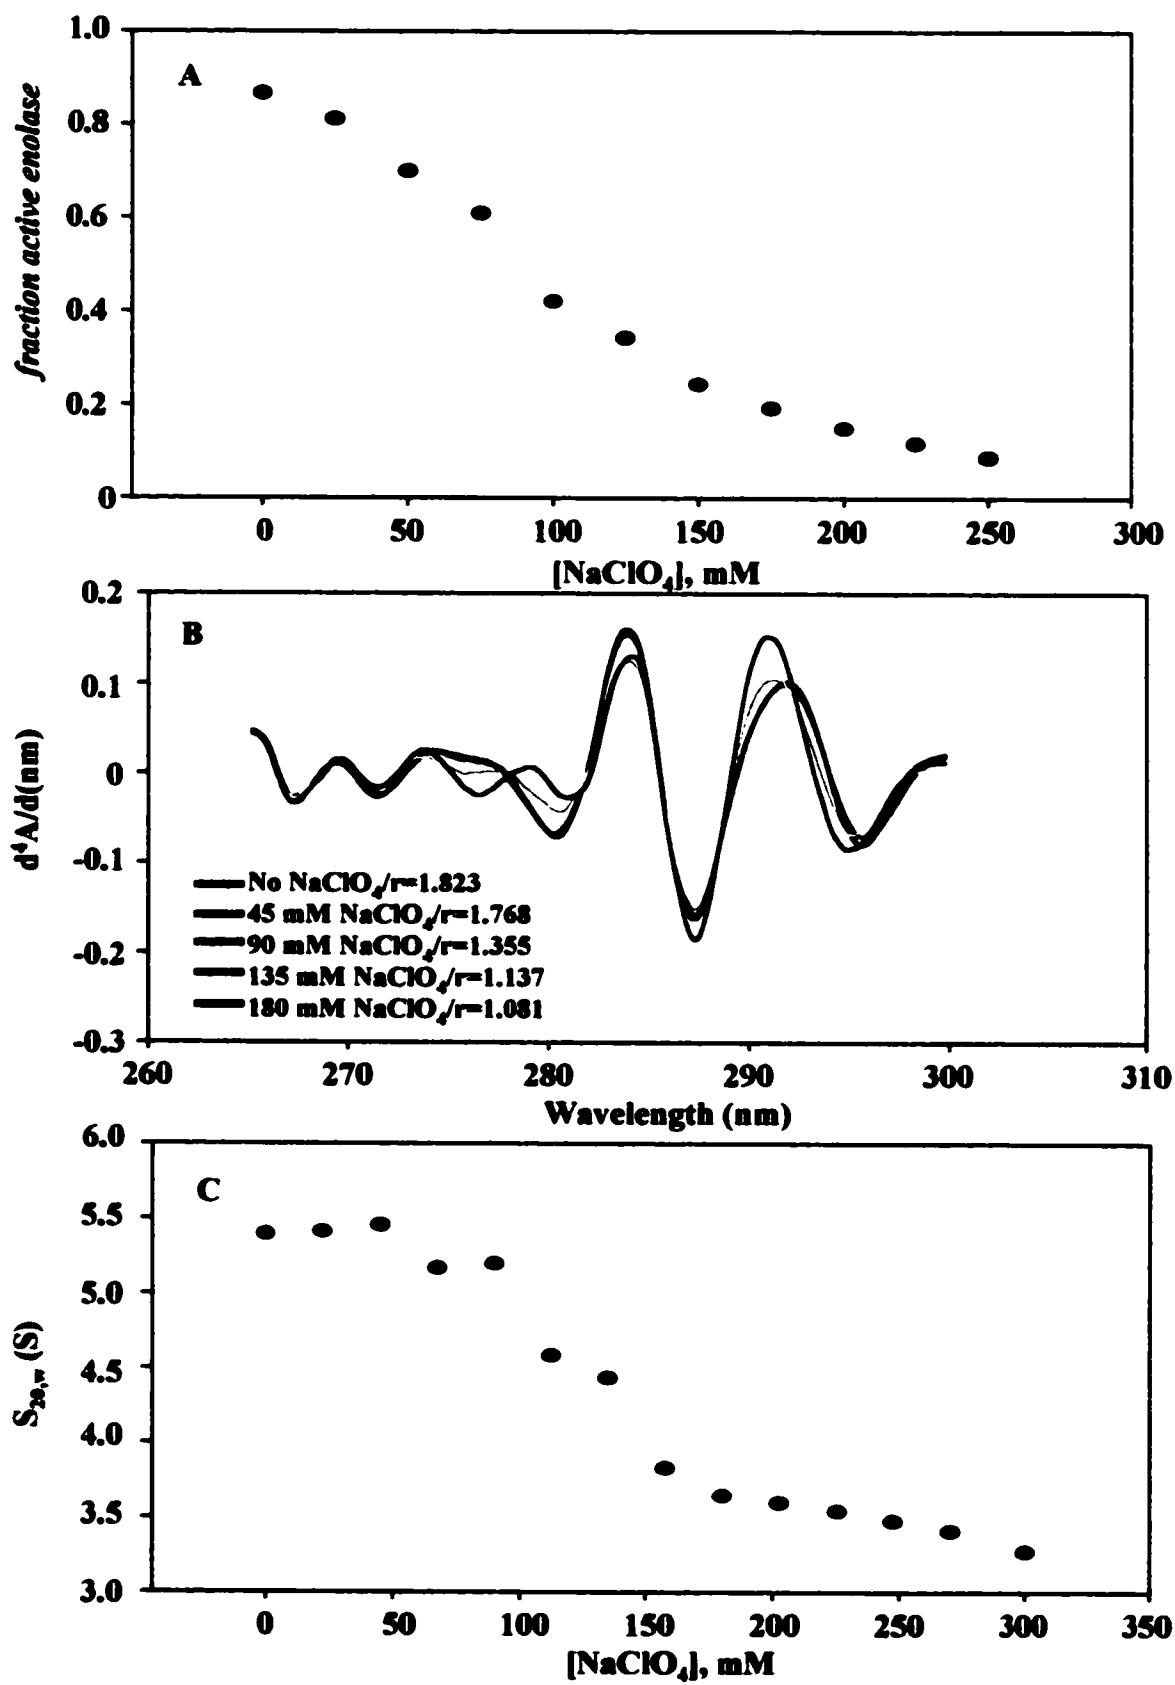 A
fraction active enolase
1.0
0.8
0.6
0.4
0.2
0
0 50 100 150 200 250 300
[NaClO₄], mM
B
d⁴A/d(nm)
0.2
0.1
0
-0.1
-0.2
-0.3
No NaClO₄/r=1.823
45 mM NaClO₄/r=1.768
90 mM NaClO₄/r=1.355
135 mM NaClO₄/r=1.137
180 mM NaClO₄/r=1.081
260 270 280 290 300 310
Wavelength (nm)
C
S₂₀,w (S)
6.0
5.5
5.0
4.5
4.0
3.5
3.0
0 50 100 150 200 250 300 350
[NaClO₄], mM